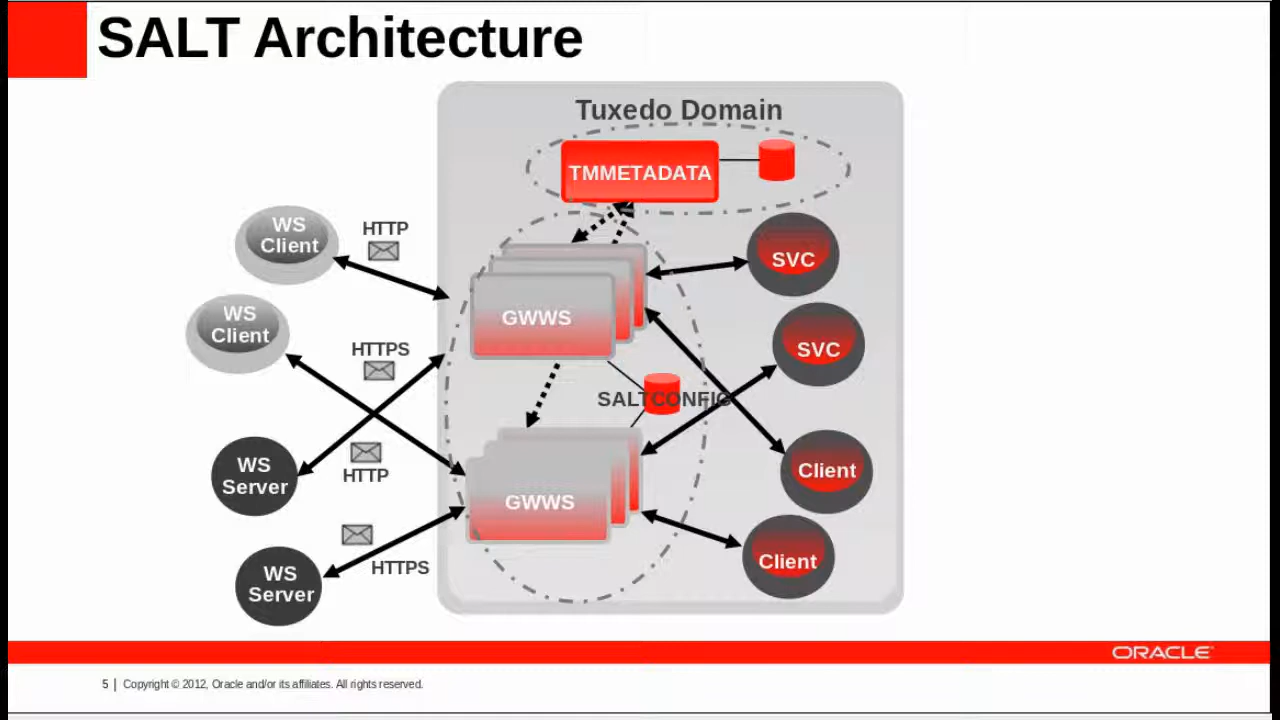 SALT Architecture
Tuxedo Domain
TMMETADATA
WS
Client
HTTP
SVC
WS
Client
GWWS
HTTPS
SVC
SALTCONFIG
WS
Server
HTTP
Client
GWWS
WS
Server
HTTPS
Client
ORACLE
5 | Copyright © 2012, Oracle and/or its affiliates. All rights reserved.